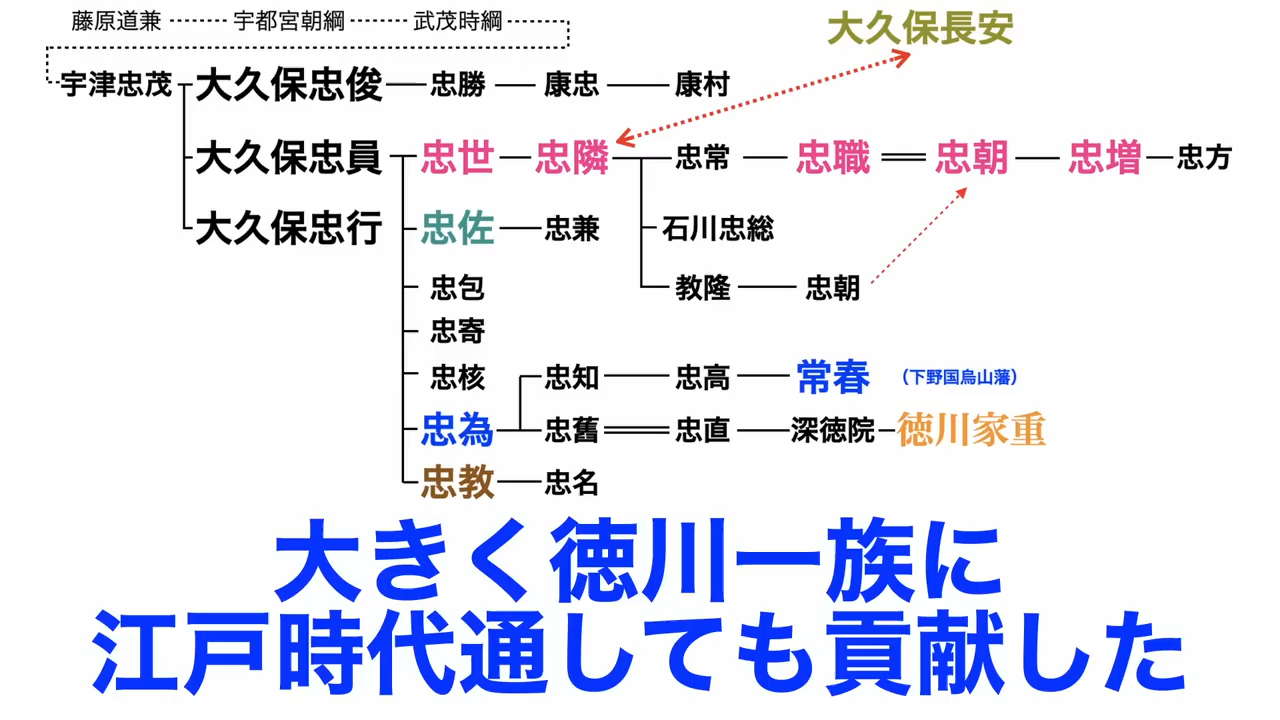 藤原道兼 宇都宮朝綱 武茂時綱
大久保長安
宇津忠茂 大久保忠俊 忠勝 康忠 康村
大久保忠員 忠世 忠隣 忠常 忠職 忠朝 忠増 忠方
大久保忠行 忠佐 忠兼 石川忠総
忠包 教隆 忠朝
忠寄
忠核 忠知 忠高 常春 (下野国烏山藩)
忠為 忠舊 忠直 深徳院 徳川家重
忠教 忠名
大きく徳川一族に
江戸時代通しても貢献した